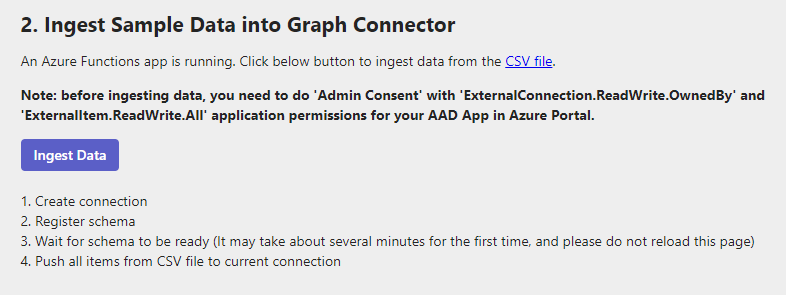 2. Ingest Sample Data into Graph Connector
An Azure Functions app is running. Click below button to ingest data from the CSV file.
Note: before ingesting data, you need to do 'Admin Consent' with 'ExternalConnection.ReadWrite.OwnedBy' and
'ExternalItem.ReadWrite.All' application permissions for your AAD App in Azure Portal.
Ingest Data
1. Create connection
2. Register schema
3. Wait for schema to be ready (It may take about several minutes for the first time, and please do not reload this page)
4. Push all items from CSV file to current connection